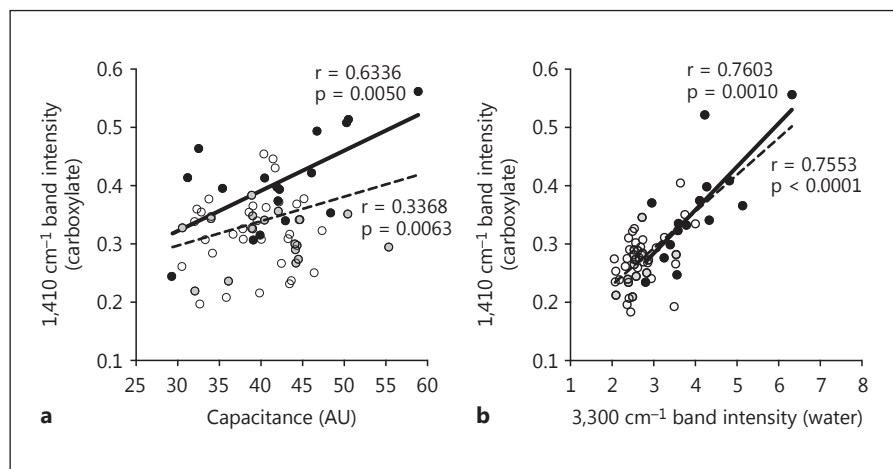 r = 0.6336
p = 0.0050
r = 0.3368
p = 0.0063
1,410 cm⁻¹ band intensity
(carboxylate)
0.6
0.5
0.4
0.3
0.2
0.1
25 30 35 40 45 50 55 60
a Capacitance (AU)
r = 0.7603
p = 0.0010
r = 0.7553
p < 0.0001
1,410 cm⁻¹ band intensity
(carboxylate)
0.6
0.5
0.4
0.3
0.2
0.1
1 2 3 4 5 6 7 8
b 3,300 cm⁻¹ band intensity (water)